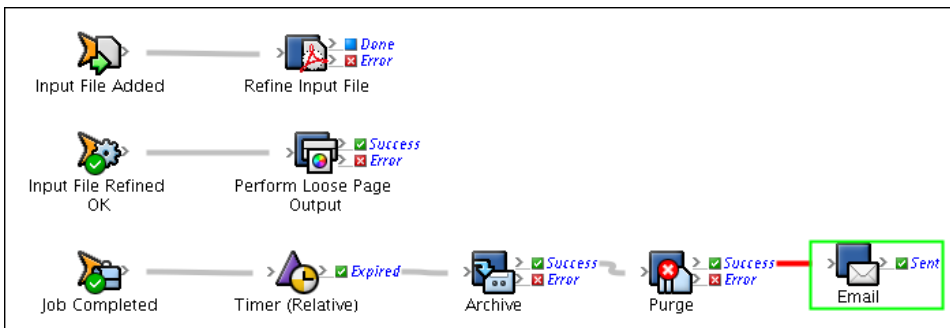 Done
Error
Input File Added
Refine Input File
Success
Error
Input File Refined
OK
Perform Loose Page
Output
Expired
Success
Error
Success
Error
Sent
Job Completed
Timer (Relative)
Archive
Purge
Email